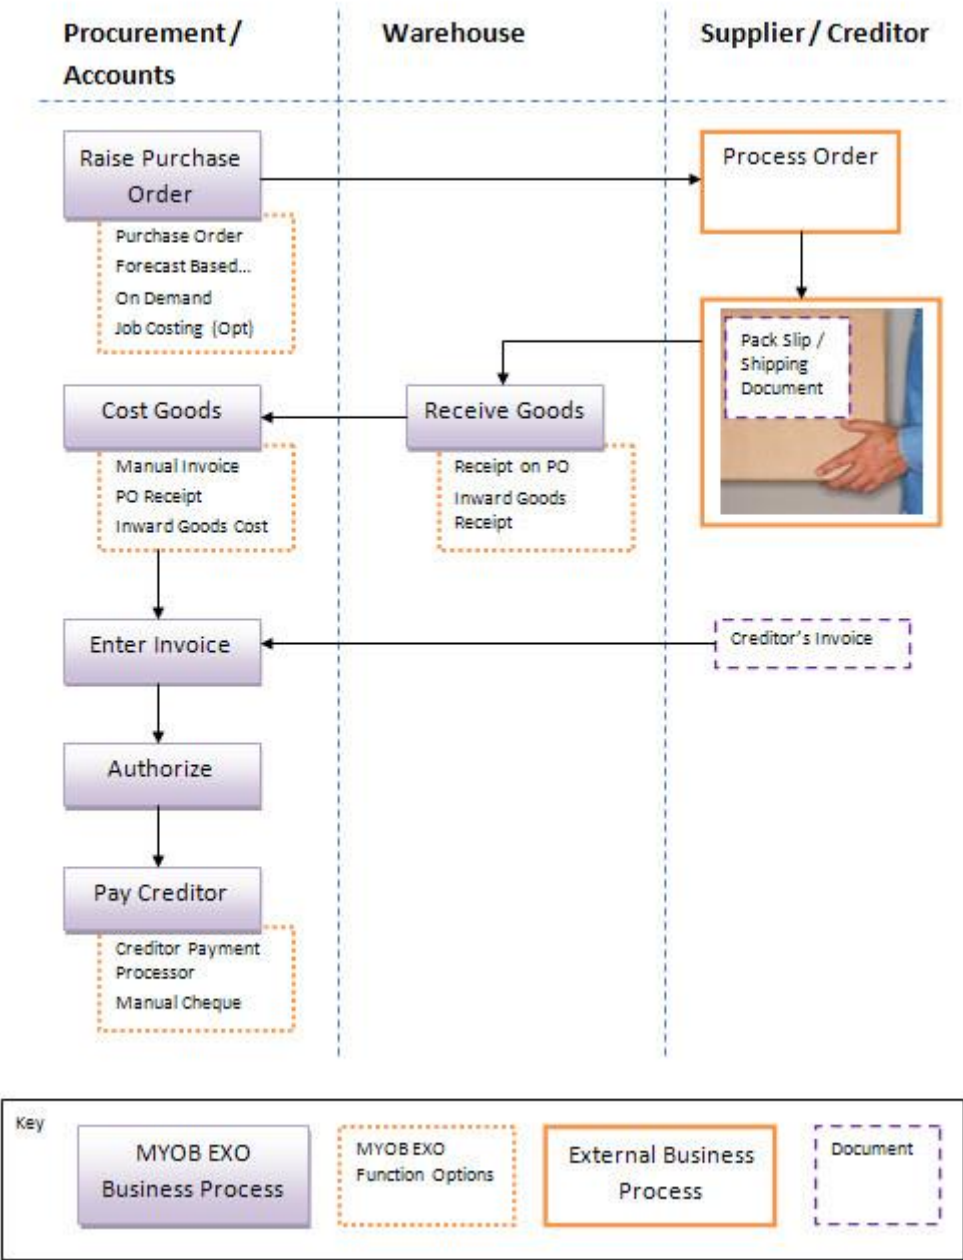 Procurement / Accounts
Warehouse
Supplier / Creditor
Raise Purchase
Order
Purchase Order
Forecast Based...
On Demand
Job Costing (Opt)
Process Order
Pack Slip /
Shipping
Document
Cost Goods
Manual Invoice
PO Receipt
Inward Goods Cost
Receive Goods
Receipt on PO
Inward Goods
Receipt
Enter Invoice
Creditor's Invoice
Authorize
Pay Creditor
Creditor Payment
Processor
Manual Cheque
Key
MYOB EXO
Business Process
MYOB EXO
Function Options
External Business
Process
Document